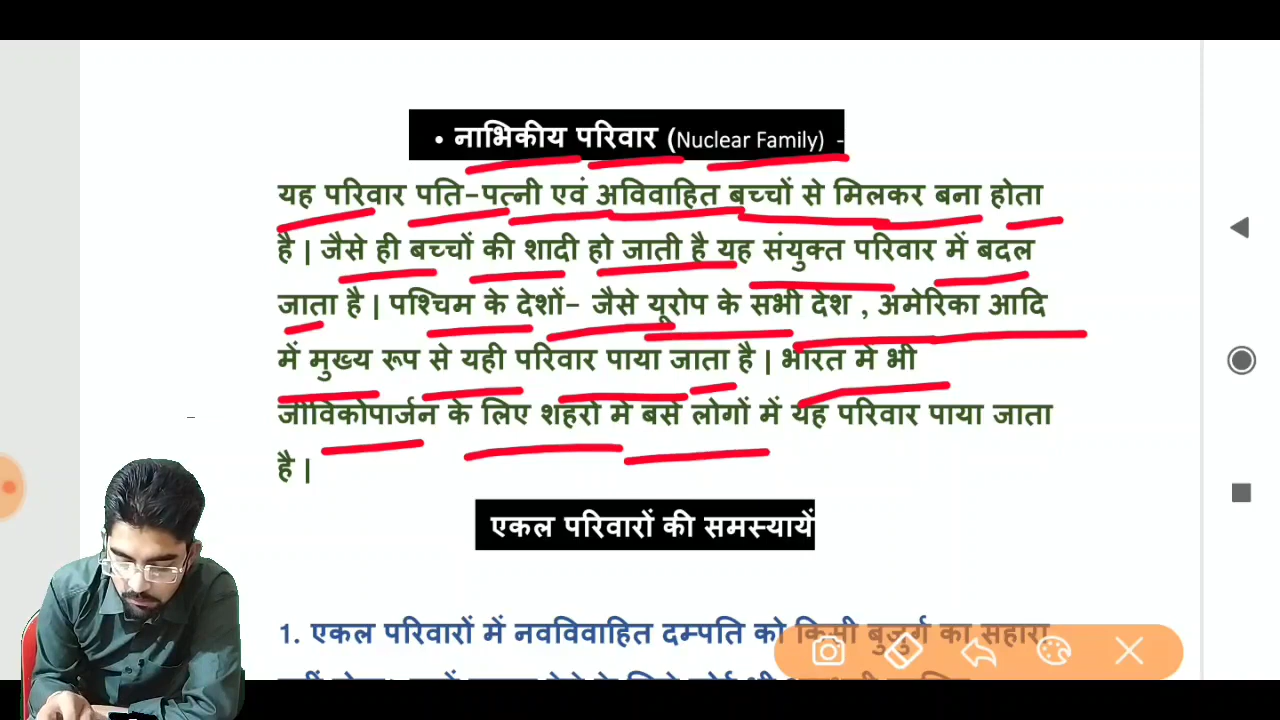 • नाभिकीय परिवार (Nuclear Family) -
यह परिवार पति-पत्नी एवं अविवाहित बच्चों से मिलकर बना होता
है | जैसे ही बच्चों की शादी हो जाती है यह संयुक्त परिवार में बदल
जाता है | पश्चिम के देशों- जैसे यूरोप के सभी देश , अमेरिका आदि
में मुख्य रूप से यही परिवार पाया जाता है | भारत मे भी
जीविकोपार्जन के लिए शहरो मे बसे लोगों में यह परिवार पाया जाता
है |
एकल परिवारों की समस्यायें
1. एकल परिवारों में नवविवाहित दम्पति को किसी बुजुर्ग का सहारा